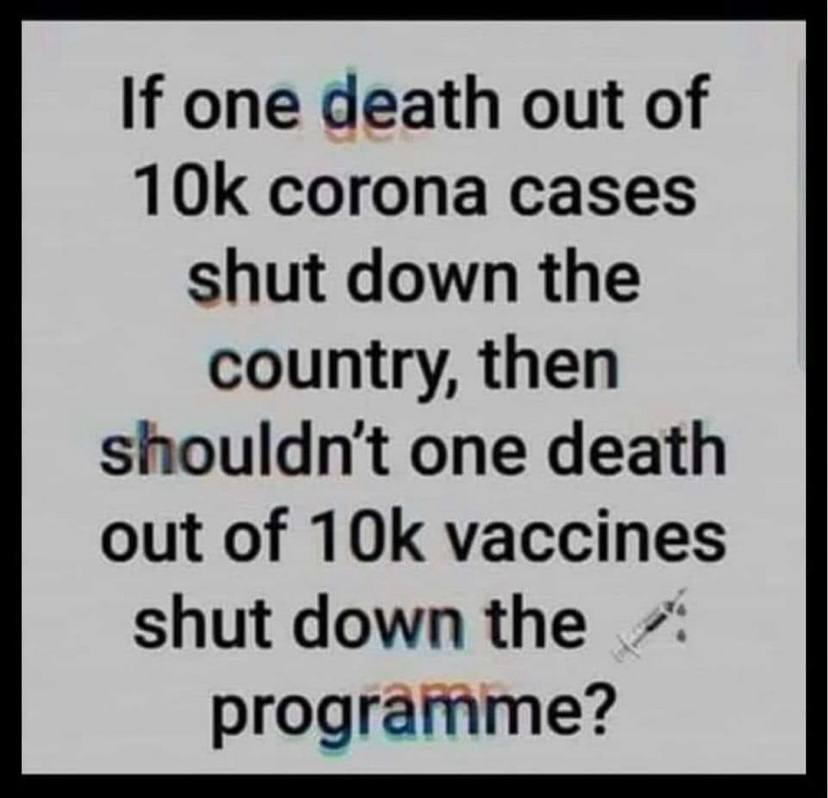 If one death out of
10k corona cases
shut down the
country, then
shouldn't one death
out of 10k vaccines
shut down the
programme?